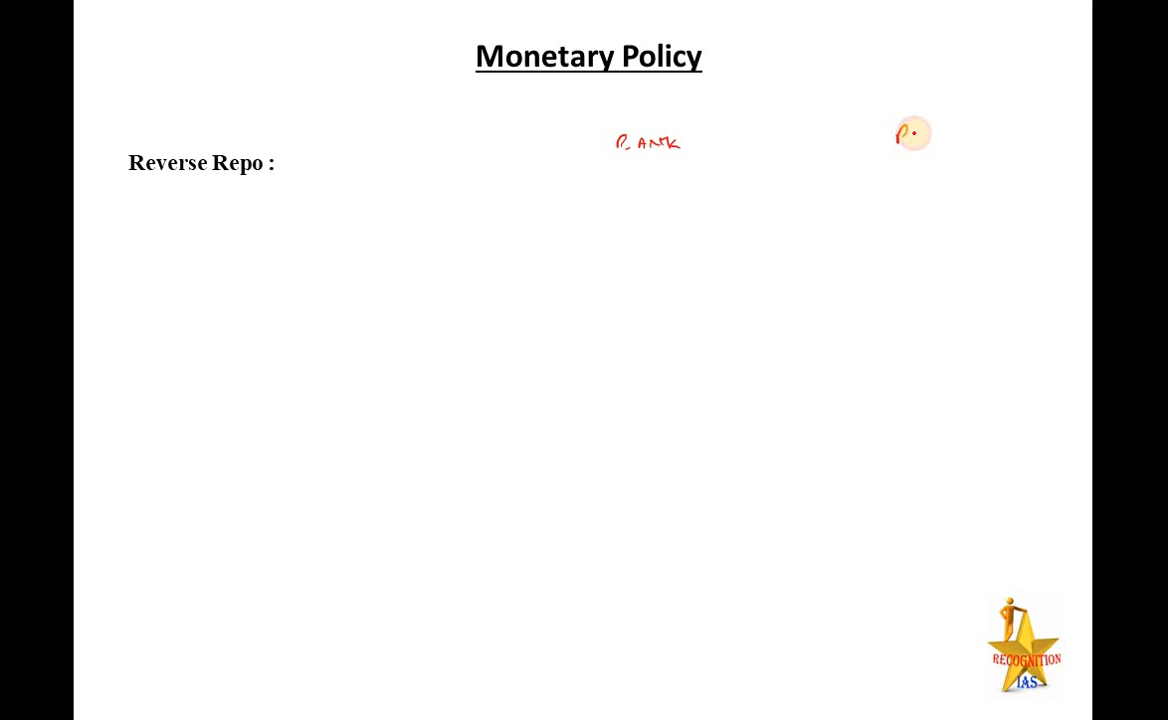 Monetary Policy
BANK
Reverse Repo :
RECOGNITION
IAS